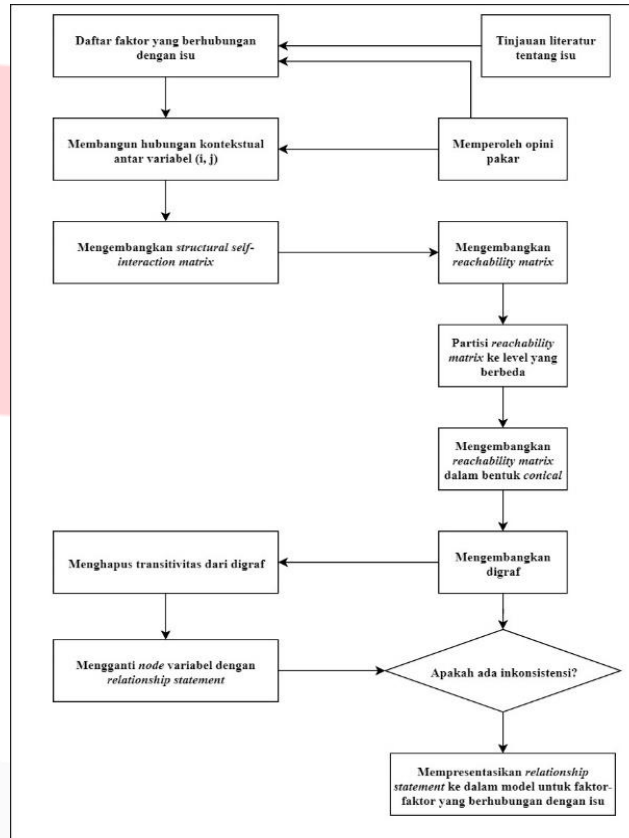 Daftar faktor yang berhubungan
dengan isu
Tinjauan literatur
tentang isu
Membangun hubungan kontekstual
antar variabel (i, j)
Memperoleh opini
pakar
Mengembangkan structural self-
interaction matrix
Mengembangkan
reachability matrix
Partisi reachability
matrix ke level yang
berbeda
Mengembangkan
reachability matrix
dalam bentuk conical
Menghapus transitivitas dari digraf
Mengembangkan
digraf
Mengganti node variabel dengan
relationship statement
Apakah ada inkonsistensi?
Mempresentasikan relationship
statement ke dalam model untuk faktor-
faktor yang berhubungan dengan isu